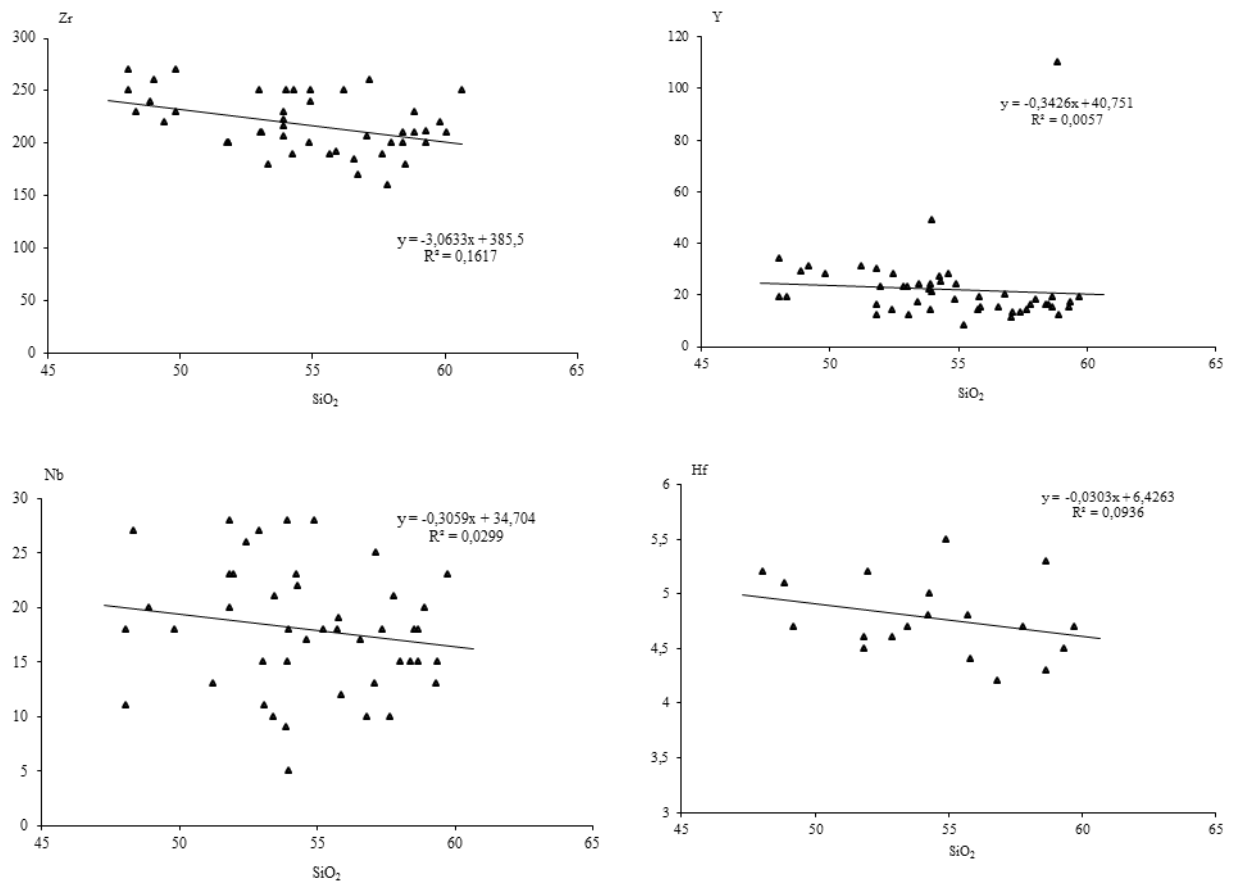 Zr
300
250
200
150
100
50
0
45 50 55 60 65
SiO₂
y = -3,0633x + 385,5
R² = 0,1617
Y
120
100
80
60
40
20
0
45 50 55 60 65
SiO₂
y = -0,3426x + 40,751
R² = 0,0057
Nb
30
25
20
15
10
5
0
45 50 55 60 65
SiO₂
y = -0,3059x + 34,704
R² = 0,0299
Hf
6
5,5
5
4,5
4
3,5
3
45 50 55 60 65
SiO₂
y = -0,0303x + 6,4263
R² = 0,0936